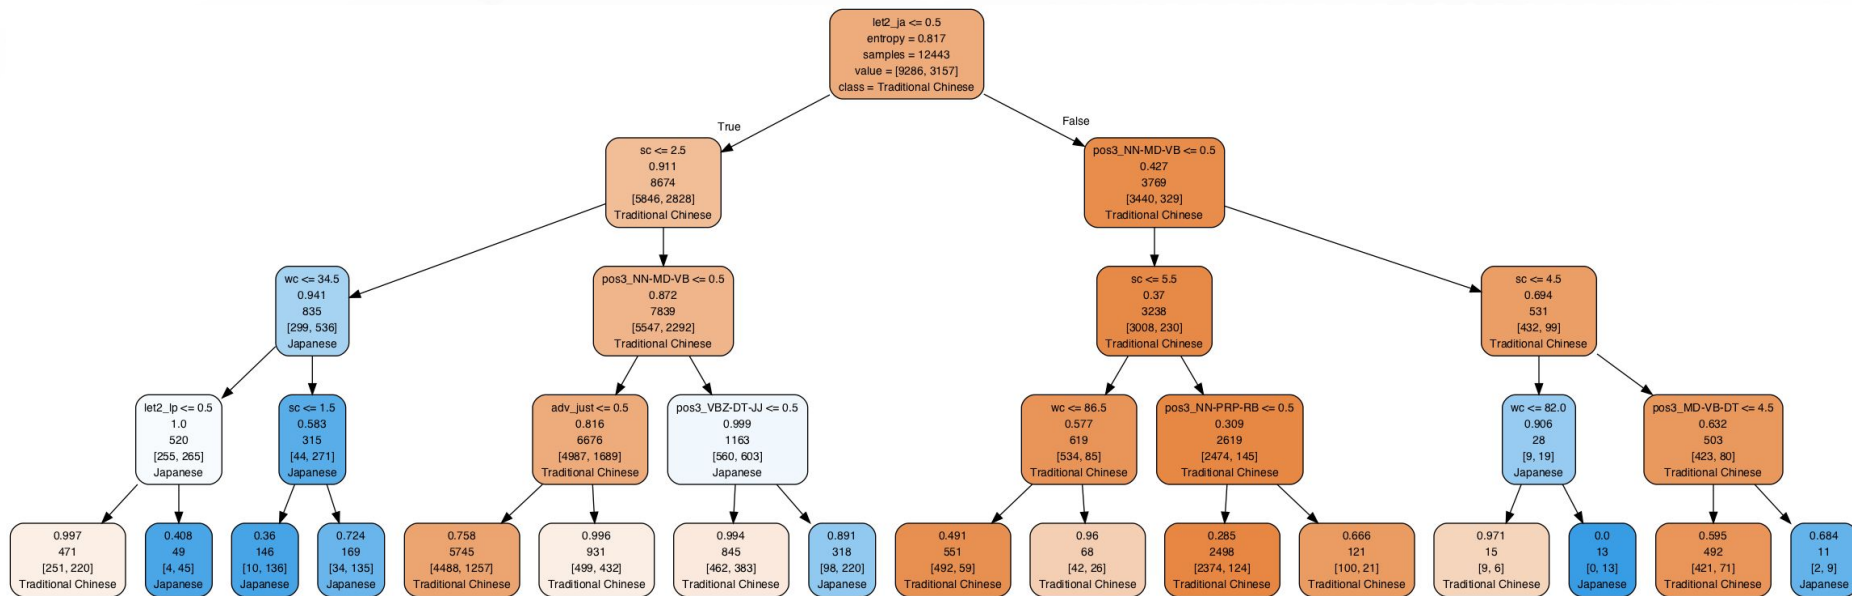 let2_ja <= 0.5
entropy = 0.817
samples = 12443
value = [9286, 3157]
class = Traditional Chinese
True
False
sc <= 2.5
0.911
8674
[5846, 2828]
Traditional Chinese
pos3_NN-MD-VB <= 0.5
0.427
3769
[3440, 329]
Traditional Chinese
wc <= 34.5
0.941
835
[299, 536]
Japanese
pos3_NN-MD-VB <= 0.5
0.872
7839
[5547, 2292]
Traditional Chinese
sc <= 5.5
0.37
3238
[3008, 230]
Traditional Chinese
sc <= 4.5
0.694
531
[432, 99]
Traditional Chinese
let2_lp <= 0.5
1.0
520
[255, 265]
Japanese
sc <= 1.5
0.583
315
[44, 271]
Japanese
adv_just <= 0.5
0.816
6676
[4987, 1689]
Traditional Chinese
pos3_VBZ-DT-JJ <= 0.5
0.999
1163
[560, 603]
Japanese
wc <= 86.5
0.577
619
[534, 85]
Traditional Chinese
pos3_NN-PRP-RB <= 0.5
0.309
2619
[2474, 145]
Traditional Chinese
wc <= 82.0
0.906
28
[9, 19]
Japanese
pos3_MD-VB-DT <= 4.5
0.632
503
[423, 80]
Traditional Chinese
0.997
471
[251, 220]
Traditional Chinese
0.408
49
[4, 45]
Japanese
0.36
146
[10, 136]
Japanese
0.724
169
[34, 135]
Japanese
0.758
5745
[4488, 1257]
Traditional Chinese
0.996
931
[499, 432]
Traditional Chinese
0.994
845
[462, 383]
Traditional Chinese
0.891
318
[98, 220]
Japanese
0.491
551
[492, 59]
Traditional Chinese
0.96
68
[42, 26]
Traditional Chinese
0.285
2498
[2374, 124]
Traditional Chinese
0.666
121
[100, 21]
Traditional Chinese
0.971
15
[9, 6]
Traditional Chinese
0.0
13
[0, 13]
Japanese
0.595
492
[421, 71]
Traditional Chinese
0.684
11
[2, 9]
Japanese